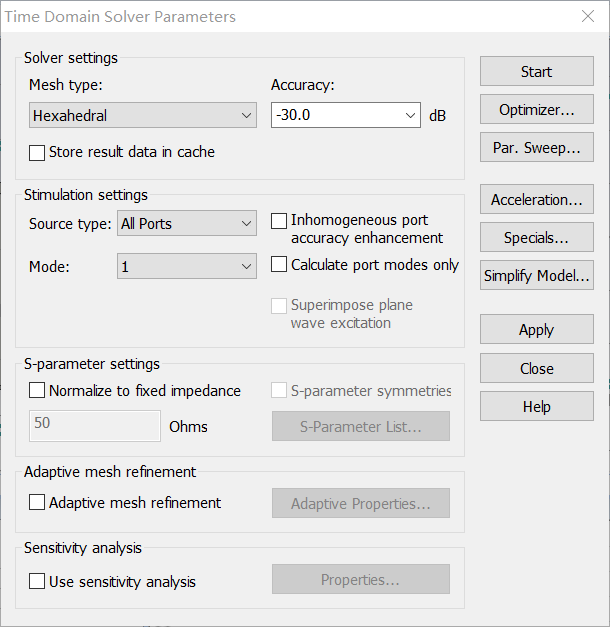 Time Domain Solver Parameters
Solver settings
Mesh type:
Accuracy:
Hexahedral
-30.0
dB
Store result data in cache
Stimulation settings
Source type:
All Ports
Inhomogeneous port
accuracy enhancement
Mode:
1
Calculate port modes only
Superimpose plane
wave excitation
S-parameter settings
Normalize to fixed impedance
S-parameter symmetries
50
Ohms
S-Parameter List...
Adaptive mesh refinement
Adaptive mesh refinement
Adaptive Properties...
Sensitivity analysis
Use sensitivity analysis
Properties...
Start
Optimizer...
Par. Sweep...
Acceleration...
Specials...
Simplify Model...
Apply
Close
Help